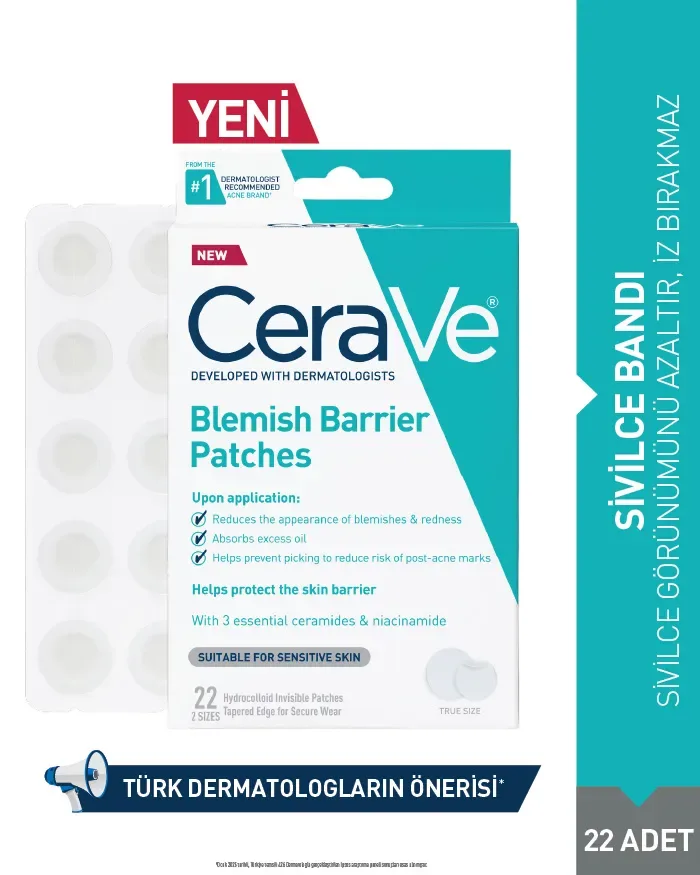 YENİ
FROM THE
#1
DERMATOLOGIST
RECOMMENDED
ACNE BRAND*
CeraVe
NEW
CeraVe®
DEVELOPED WITH DERMATOLOGISTS
Blemish Barrier
Patches
Upon application:
Reduces the appearance of blemishes & redness
Absorbs excess oil
Helps prevent picking to reduce risk of post-acne marks
Helps protect the skin barrier
With 3 essential ceramides & niacinamide
SUITABLE FOR SENSITIVE SKIN
22
2 SIZES
Hydrocolloid Invisible Patches
Tapered Edge for Secure Wear
TRUE SIZE
TÜRK DERMATOLOGLARIN ÖNERİSİ*
SİVİLCE BANDI
SİVİLCE GÖRÜNÜMÜNÜ AZALTIR, İZ BIRAKMAZ
22 ADET